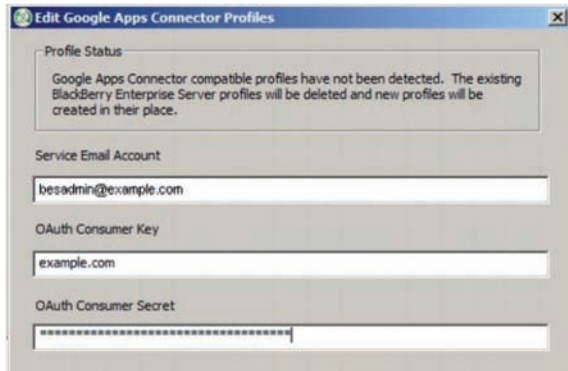 Edit Google Apps Connector Profiles
Profile Status
Google Apps Connector compatible profiles have not been detected. The existing
BlackBerry Enterprise Server profiles will be deleted and new profiles will be
created in their place.
Service Email Account
besadmin@example.com
OAuth Consumer Key
example.com
OAuth Consumer Secret